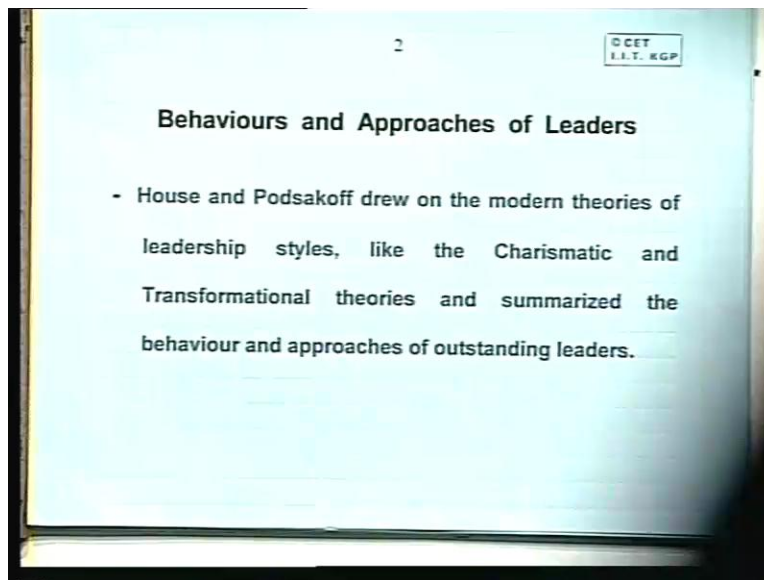 2
© CET
I.I.T. KGP
Behaviours and Approaches of Leaders
- House and Podsakoff drew on the modern theories of
leadership styles, like the Charismatic and
Transformational theories and summarized the
behaviour and approaches of outstanding leaders.